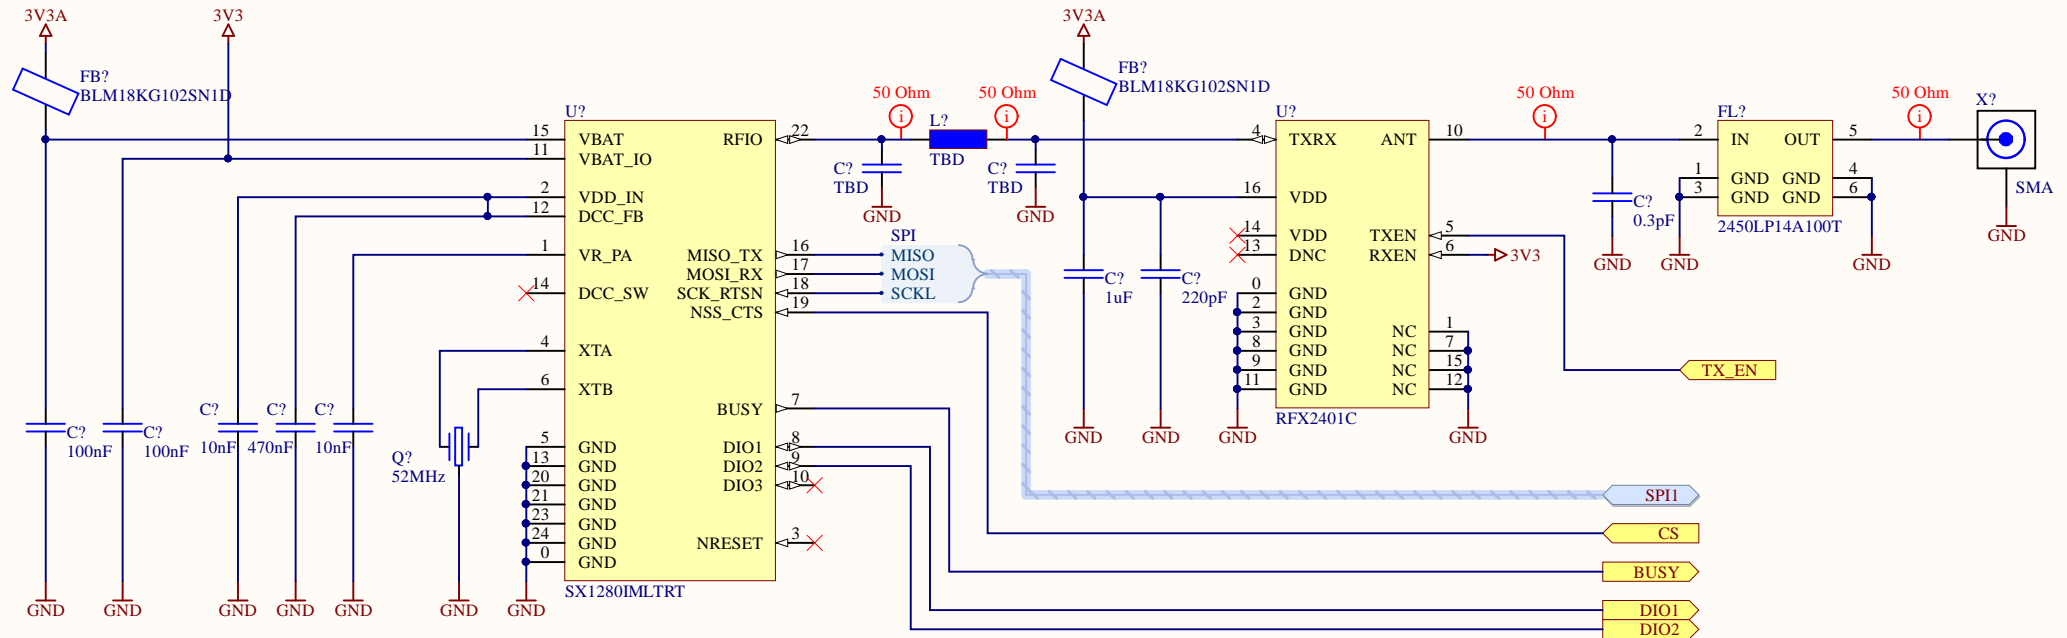 3V3A
3V3
FB?
BLM18KG102SN1D
C?
100nF
C?
100nF
C?
10nF
C?
470nF
C?
10nF
GND
GND
GND
GND
GND
Q?
52MHz
GND
GND
U?
15 VBAT
11 VBAT_IO
2 VDD_IN
12 DCC_FB
1 VR_PA
14 DCC_SW
4 XTA
6 XTB
5 GND
13 GND
20 GND
21 GND
23 GND
24 GND
0 GND
RFIO 22
MISO_TX 16
MOSI_RX 17
SCK_RTSN 18
NSS_CTS 19
BUSY 7
DIO1 8
DIO2 9
DIO3 10
NRESET 3
SX1280IMLTRT
50 Ohm
i
50 Ohm
i
L?
TBD
C?
TBD
GND
C?
TBD
GND
SPI
MISO
MOSI
SCKL
3V3A
FB?
BLM18KG102SN1D
C?
1uF
GND
C?
220pF
GND
U?
4 TXRX
16 VDD
14 VDD
13 DNC
0 GND
2 GND
3 GND
8 GND
9 GND
11 GND
ANT 10
TXEN 5
RXEN 6
NC 1
NC 7
NC 15
NC 12
RFX2401C
GND
GND
3V3
50 Ohm
i
C?
0.3pF
GND
FL?
2 IN
1 GND
3 GND
OUT 5
GND 4
GND 6
2450LP14A100T
GND
GND
50 Ohm
i
X?
SMA
GND
TX_EN
SPI1
CS
BUSY
DIO1
DIO2